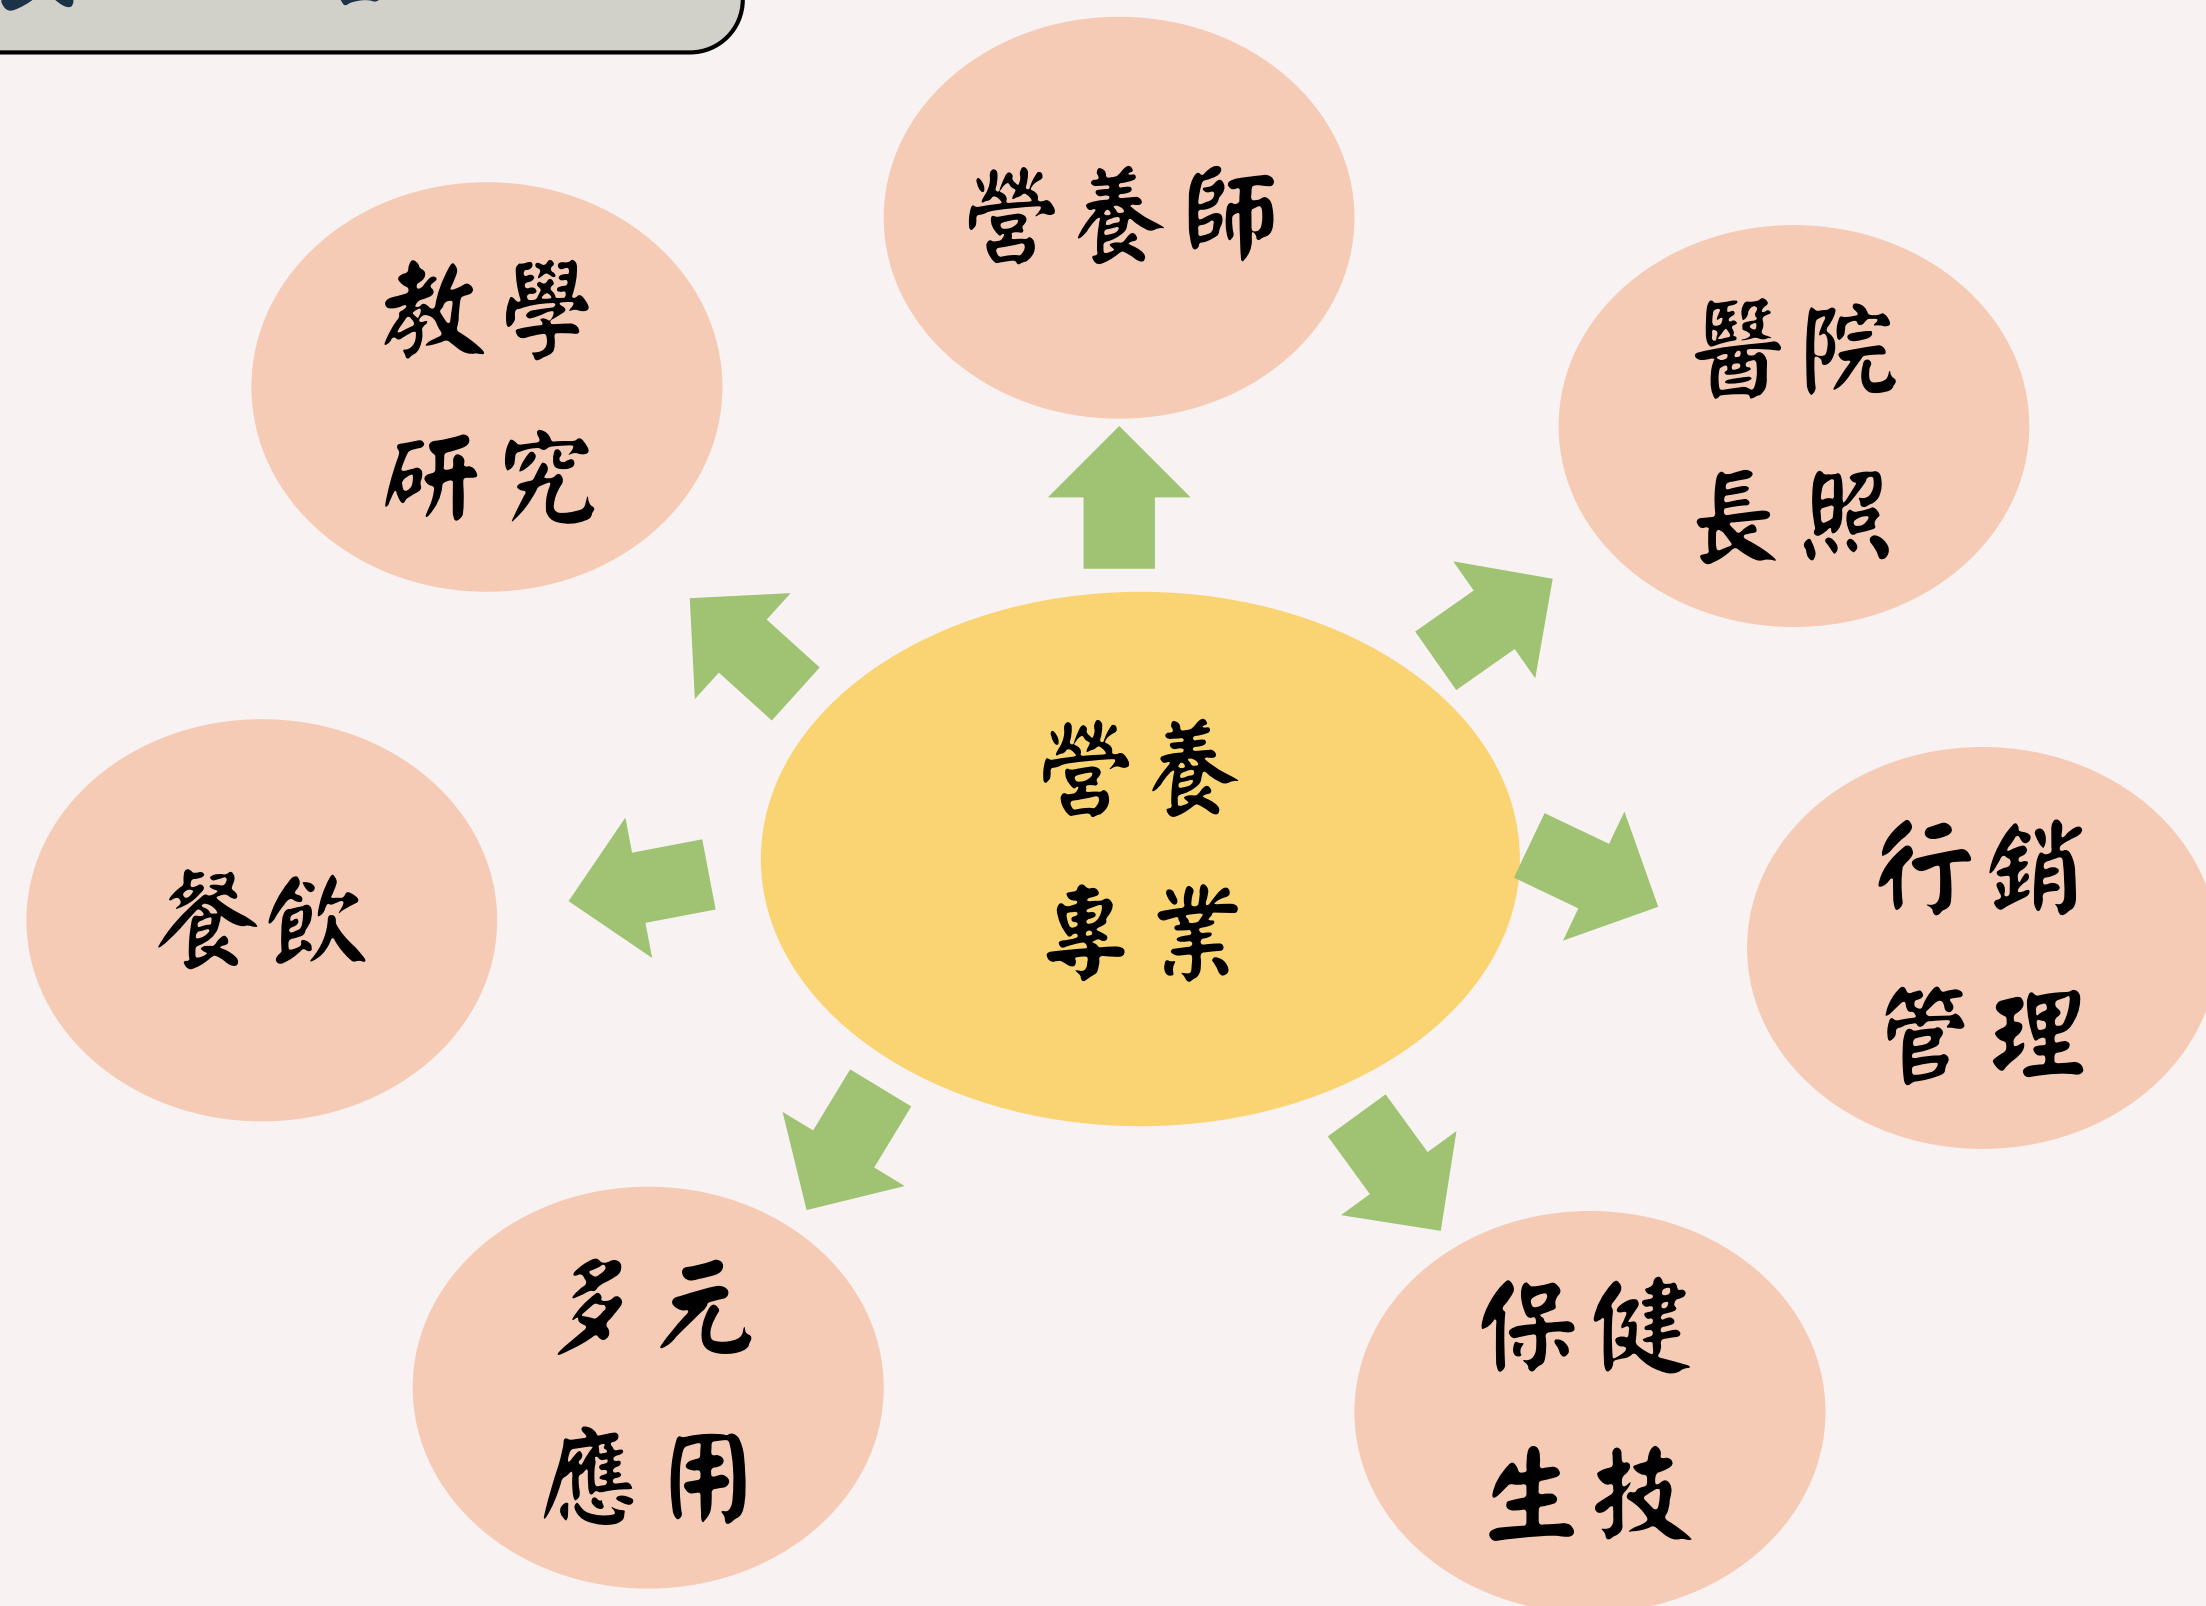 營養師
教學
研究
醫院
長照
營養
專業
餐飲
行銷
管理
多元
應用
保健
生技